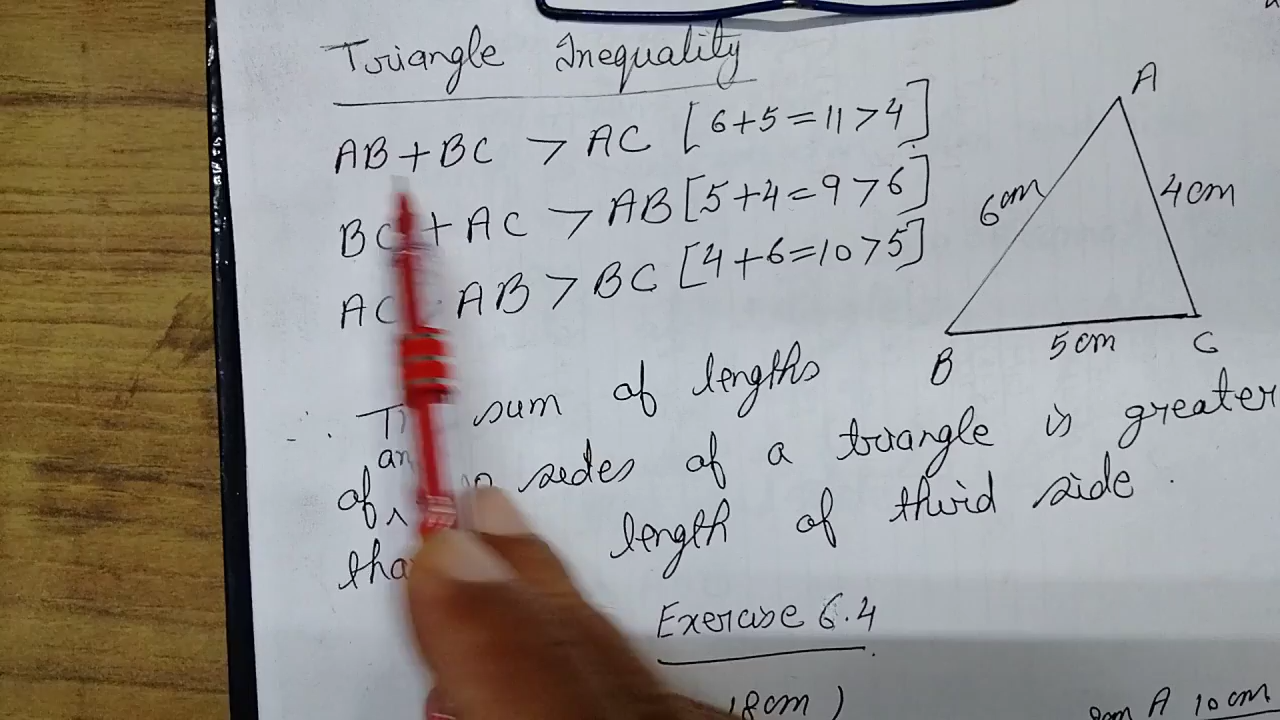 Triangle Inequality
AB + BC > AC [6+5=11>4]
BC + AC > AB [5+4=9>6]
AC AB > BC [4+6=10>5]
A
6cm
4cm
B
5cm
C
∴ sum of lengths
of sides of a triangle is greater
length of third side.
Exercise 6.4
18cm)
A 10cm